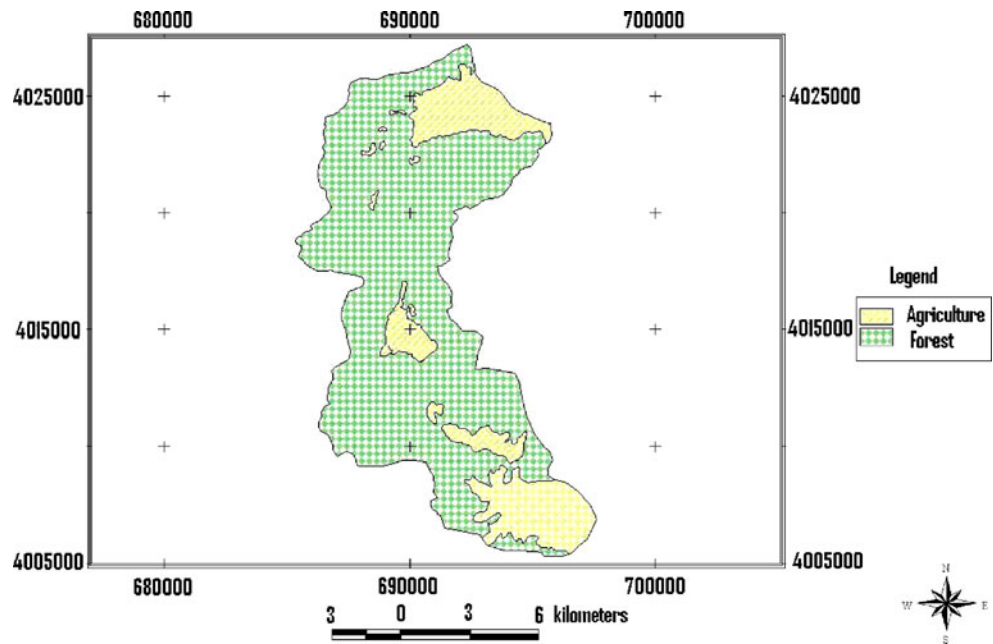 680000 690000 700000
4025000 4025000
Legend
Agriculture
Forest
4015000 4015000
4005000 4005000
680000 690000 700000
3 0 3 6 kilometers
N
W E
S